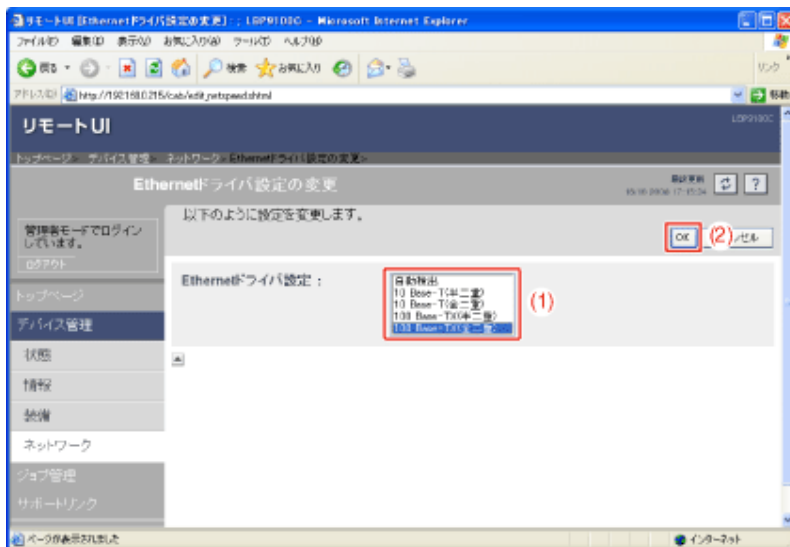 リモートUI [Ethernetドライバ設定の変更] : ; LBP9100C - Microsoft Internet Explorer
ファイル(F) 編集(E) 表示(V) お気に入り(A) ツール(T) ヘルプ(H)
戻る 検索 お気に入り リンク
アドレス(D) 移動
リモートUI LBP9100C
トップページ> デバイス管理> ネットワーク> Ethernetドライバ設定の変更>
Ethernetドライバ設定の変更 最終更新
以下のように設定を変更します。
管理者モードでログイン
しています。
ログアウト
OK (2)
Ethernetドライバ設定 :
自動検出
10 Base-T(半二重)
10 Base-T(全二重)
100 Base-TX(半二重)
100 Base-TX(全二重)
(1)
トップページ
デバイス管理
状態
情報
装備
ネットワーク
ジョブ管理
サポートリンク
ページが表示されました インターネット